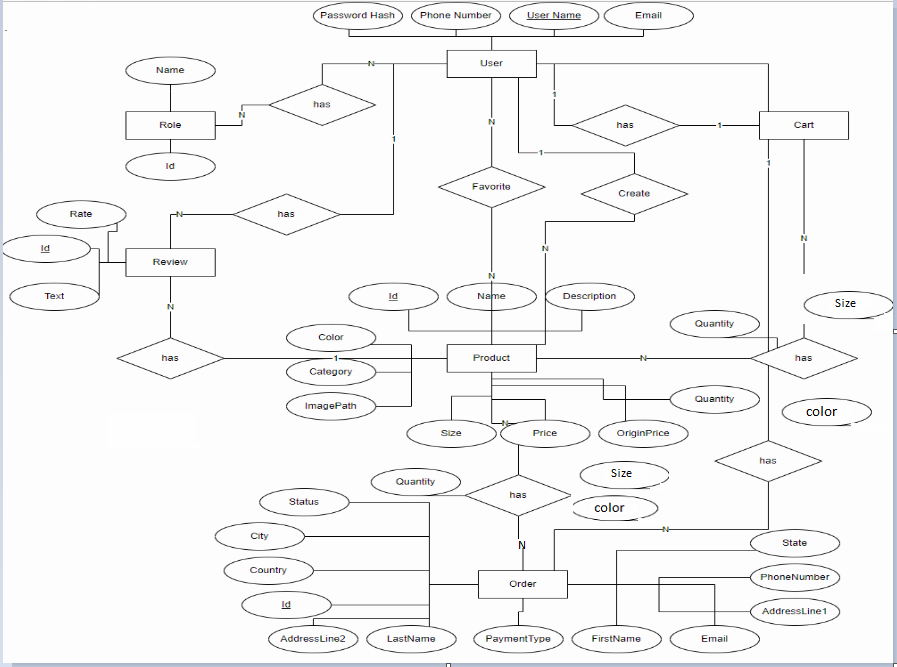 Password Hash
Phone Number
User Name
Email
User
N
Name
has
N
1
has
1
Cart
Role
N
1
Id
1
1
Favorite
Create
Rate
N
has
Id
Review
N
N
N
Text
N
Id
Name
Description
Size
Color
Quantity
has
1
Product
N
has
Category
ImagePath
Quantity
color
Size
N
Price
OriginPrice
has
Size
Quantity
has
Status
color
City
N
N
State
Country
Order
PhoneNumber
Id
AddressLine1
AddressLine2
LastName
PaymentType
FirstName
Email